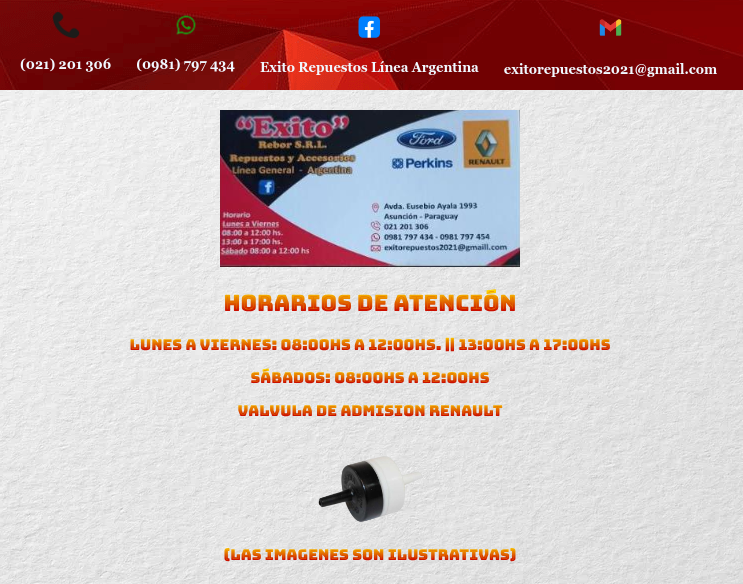 (021) 201 306
(0981) 797 434
Exito Repuestos Línea Argentina
exitorepuestos2021@gmail.com
“Exito”
Rebor S.R.L.
Repuestos y Accesorios
Línea General - Argentina
Ford
Perkins
RENAULT
Horario
Lunes a Viernes
08:00 a 12:00 hs.
13:00 a 17:00 hs.
Sábado 08:00 a 12:00 hs
Avda. Eusebio Ayala 1993
Asunción - Paraguay
021 201 306
0981 797 434 - 0981 797 454
exitorepuestos2021@gmaill.com
HORARIOS DE ATENCIÓN
LUNES A VIERNES: 08:00HS A 12:00HS. || 13:00HS A 17:00HS
SÁBADOS: 08:00HS A 12:00HS
VALVULA DE ADMISION RENAULT
(LAS IMAGENES SON ILUSTRATIVAS)